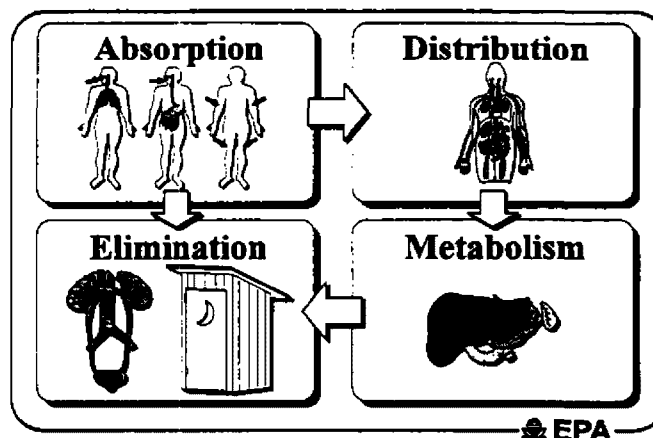 Absorption
Distribution
Elimination
Metabolism
EPA